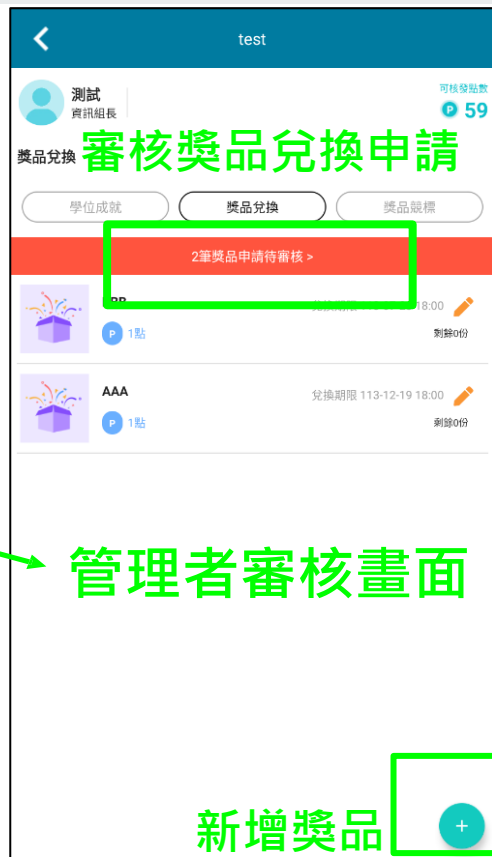 test
測試
資訊組長
可核發點數
P 59
獎品兌換
審核獎品兌換申請
學位成就
獎品兌換
獎品競標
2筆獎品申請待審核 >
18:00
P 1點
剩餘0份
AAA
兌換期限 113-12-19 18:00
P 1點
剩餘0份
管理者審核畫面
新增獎品
+